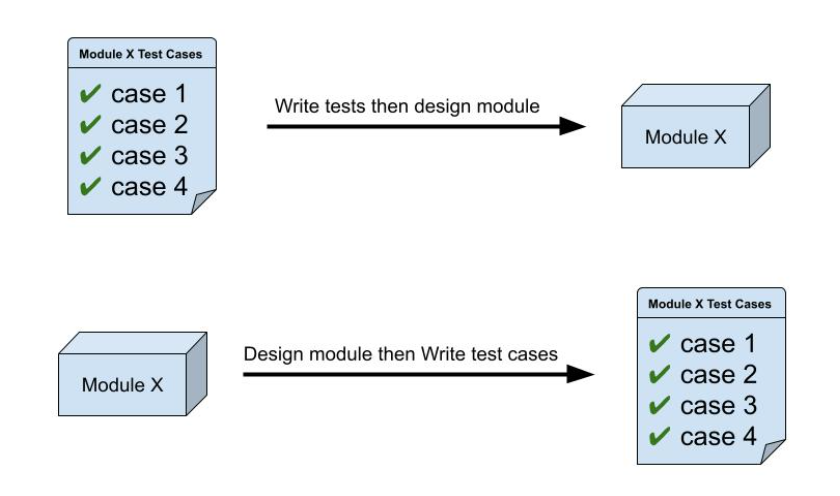 Module X Test Cases
✔ case 1
✔ case 2
✔ case 3
✔ case 4
Write tests then design module
Module X
Module X
Design module then Write test cases
Module X Test Cases
✔ case 1
✔ case 2
✔ case 3
✔ case 4